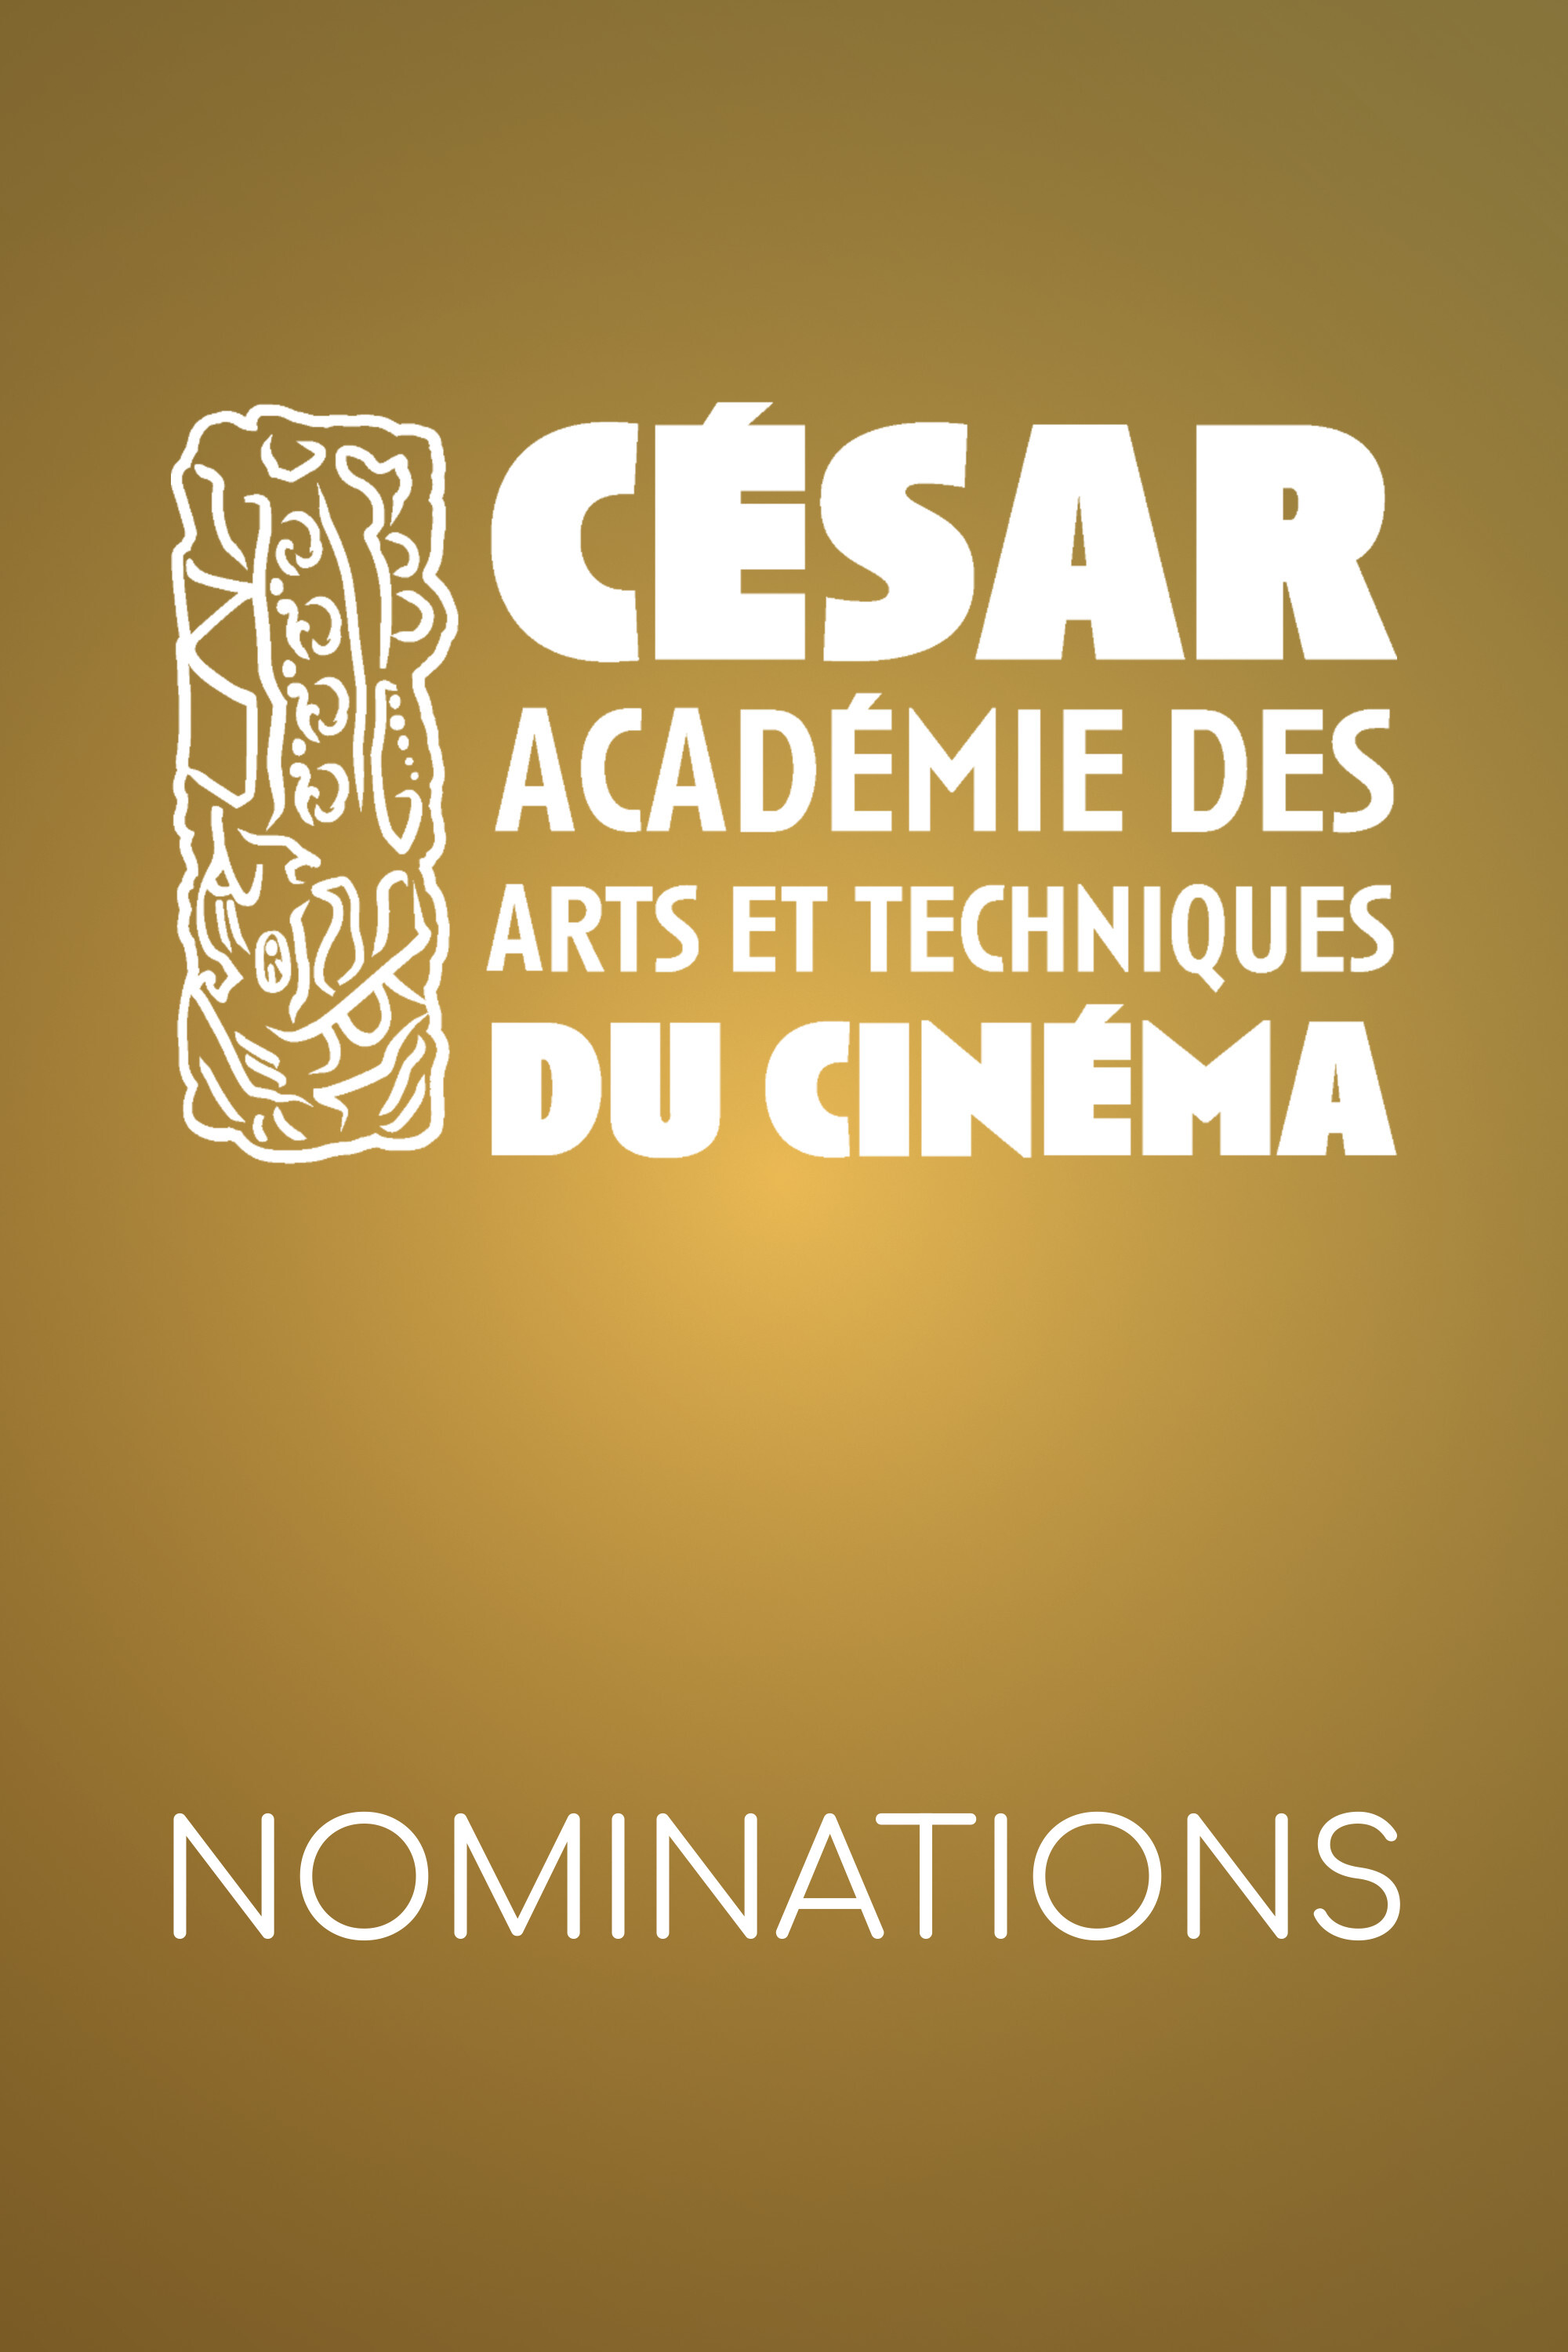 CÉSAR
ACADÉMIE DES
ARTS ET TECHNIQUES
DU CINÉMA
NOMINATIONS